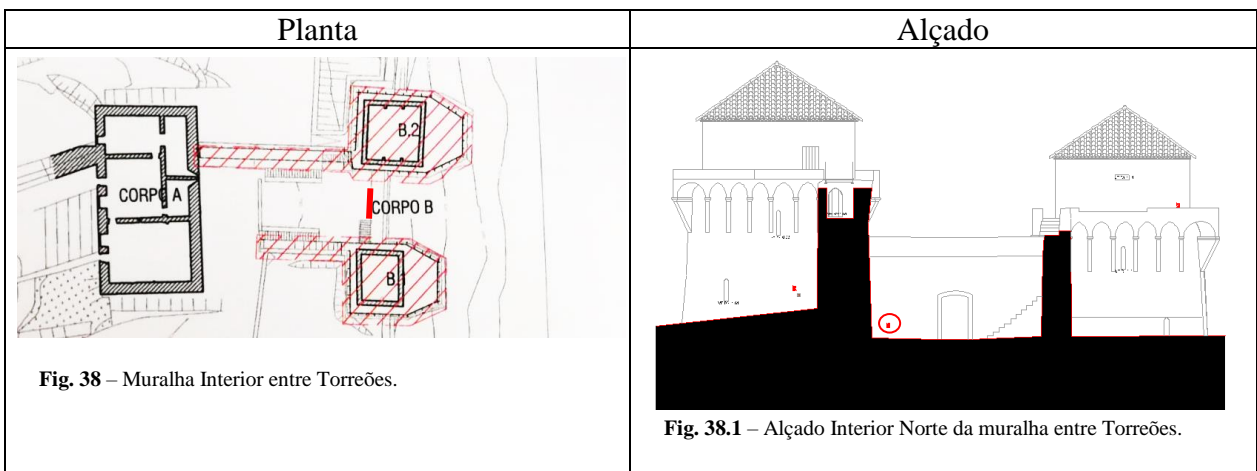 Planta
Alçado
B.2
CORPO A
CORPO B
B.
Fig. 38 – Muralha Interior entre Torreões.
Fig. 38.1 – Alçado Interior Norte da muralha entre Torreões.